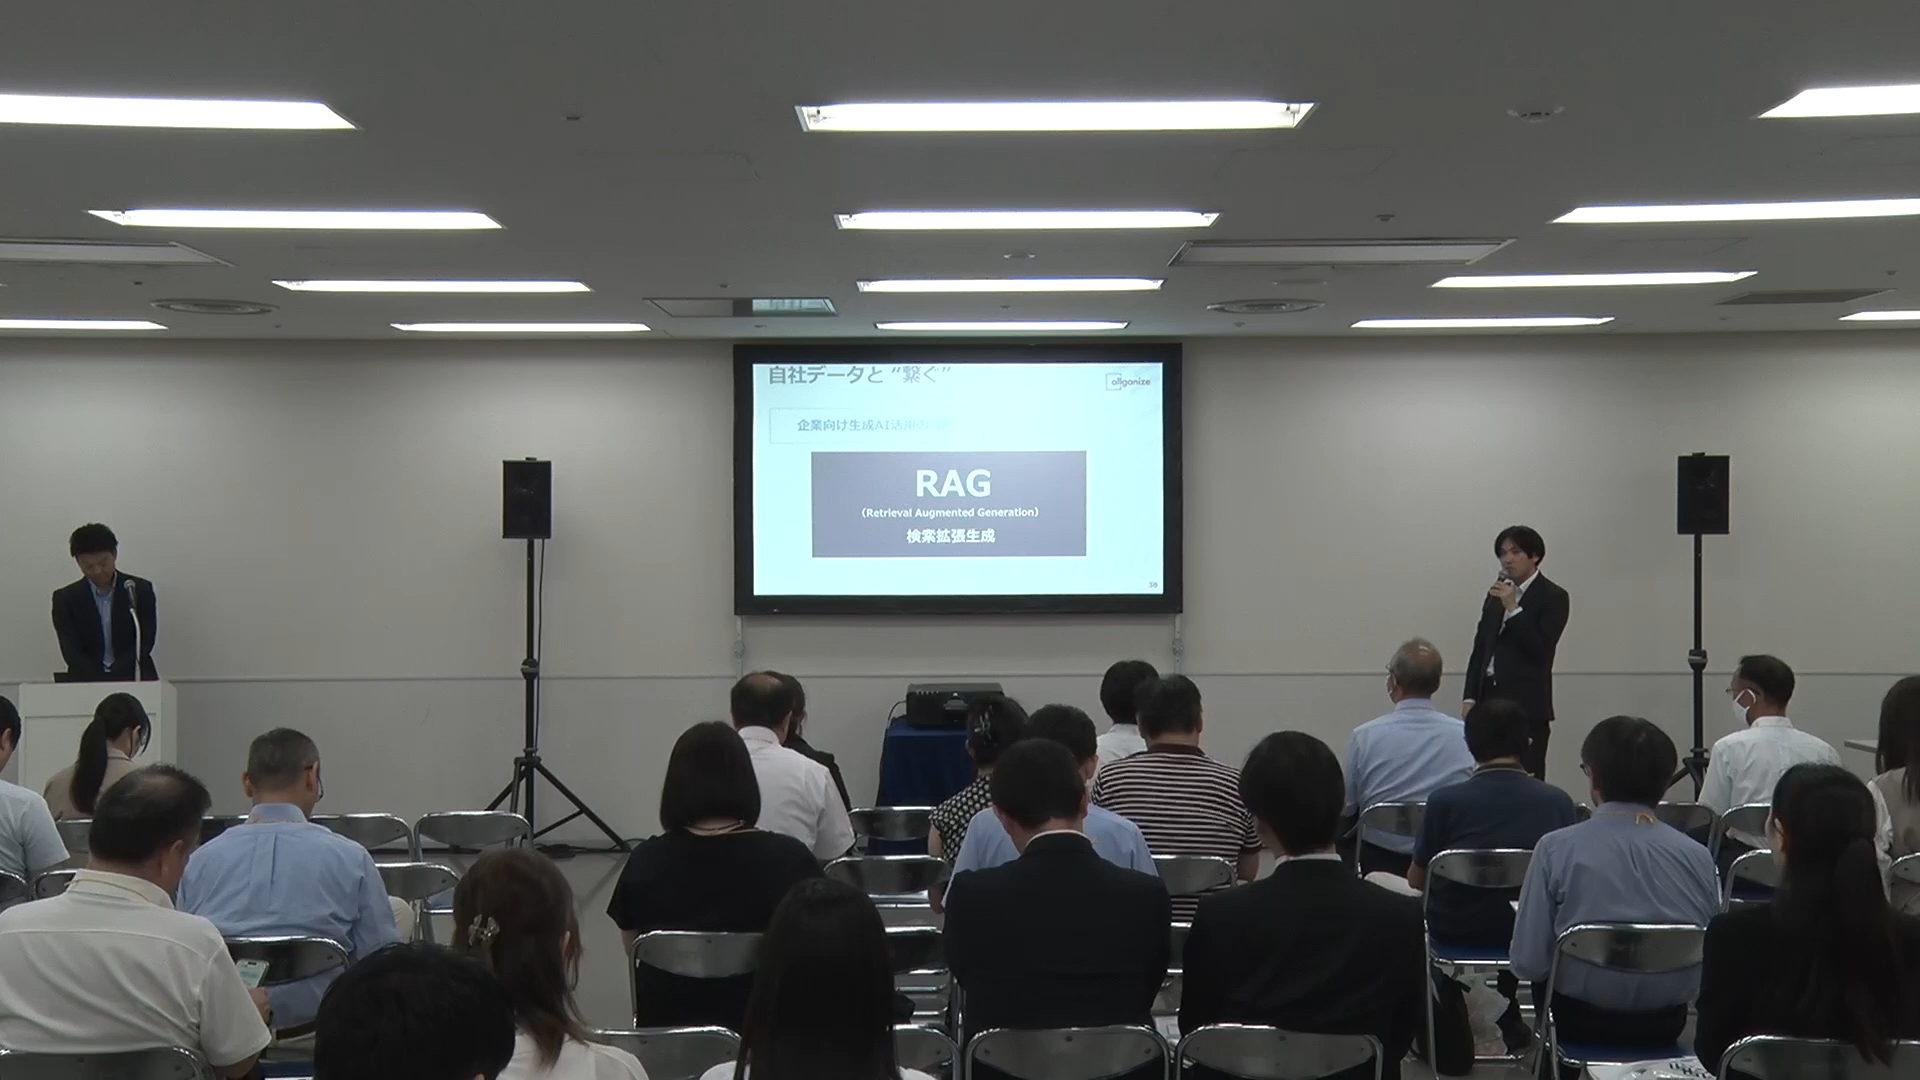 自社データと “繋ぐ”
allganize
企業向け生成AI活用の
RAG
（Retrieval Augmented Generation）
検索拡張生成
38